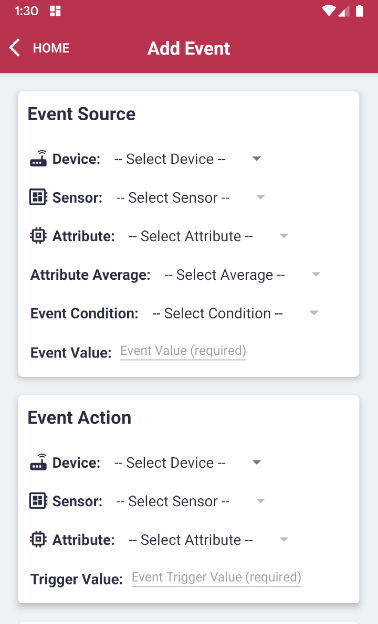 1:30
HOME
Add Event
Event Source
Device: -- Select Device --
Sensor: -- Select Sensor --
Attribute: -- Select Attribute --
Attribute Average: -- Select Average --
Event Condition: -- Select Condition --
Event Value: Event Value (required)
Event Action
Device: -- Select Device --
Sensor: -- Select Sensor --
Attribute: -- Select Attribute --
Trigger Value: Event Trigger Value (required)